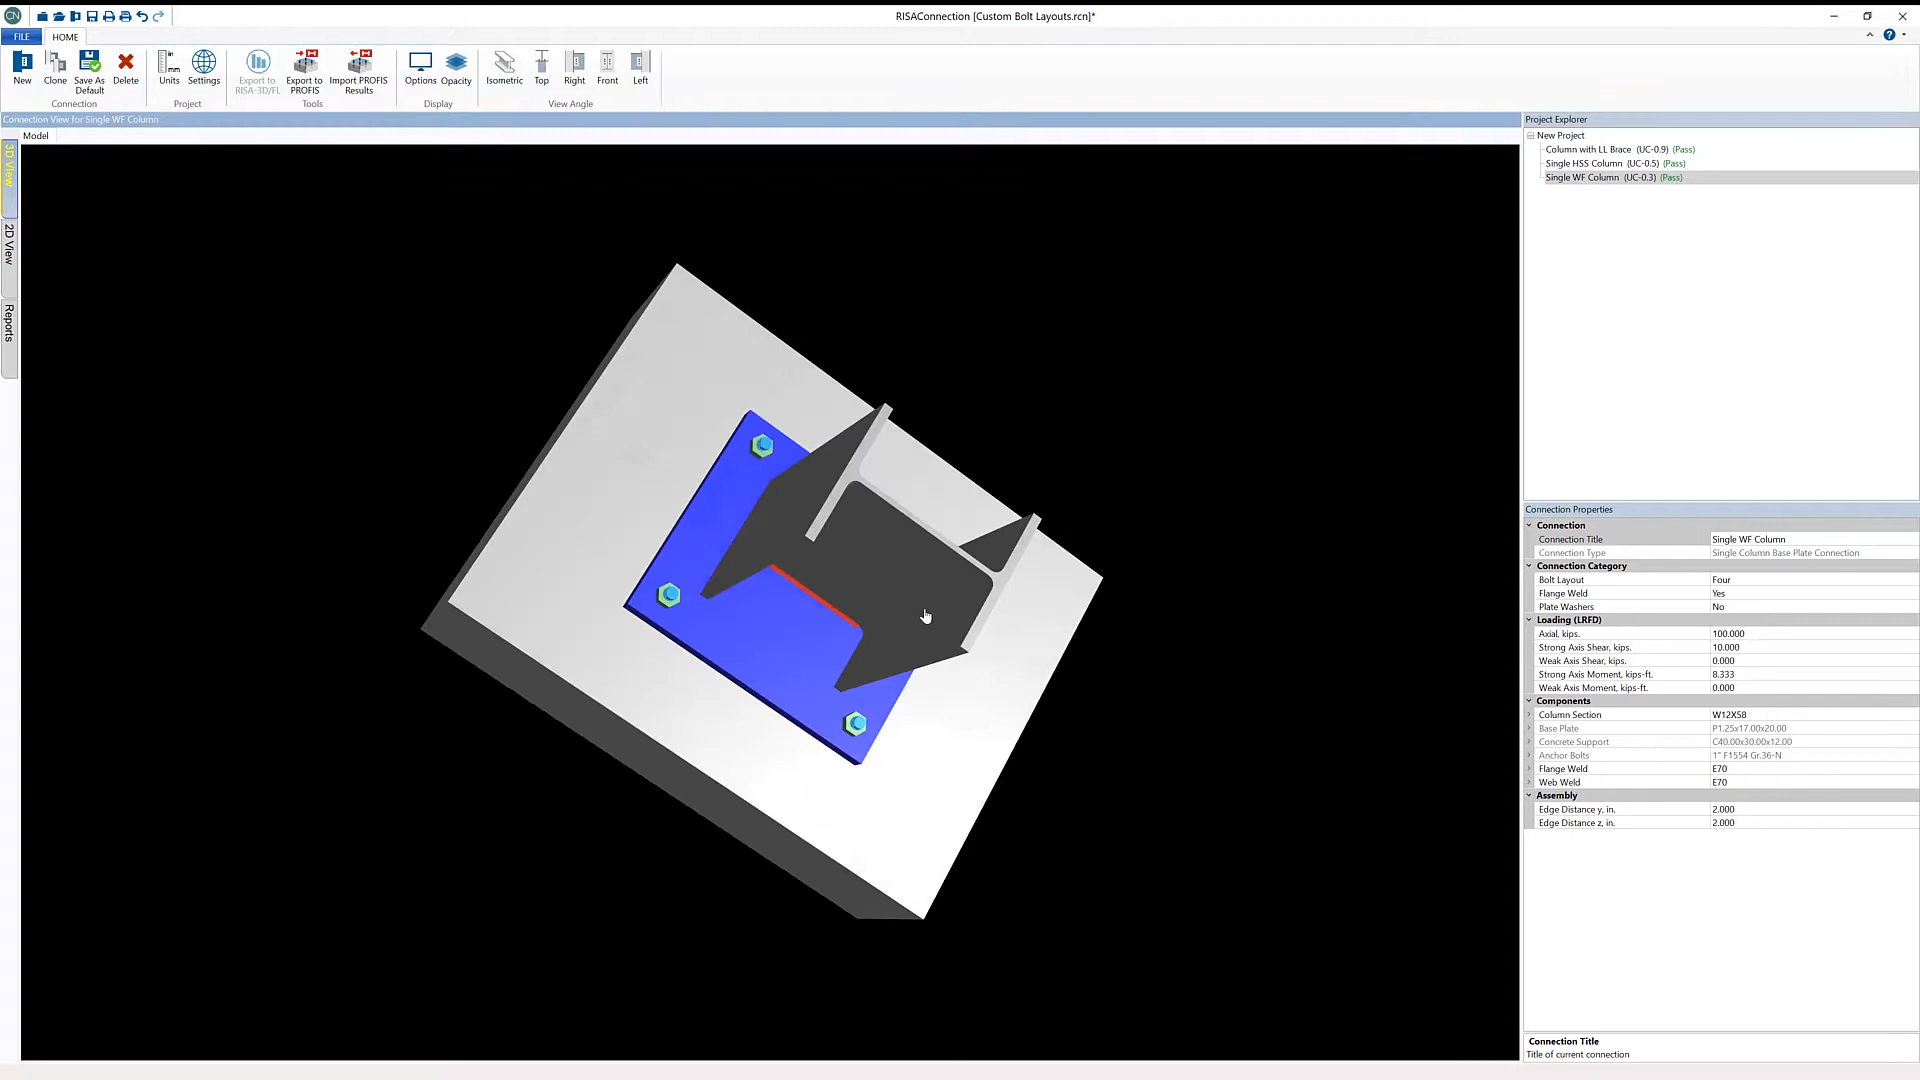 CN
RISAConnection [Custom Bolt Layouts.rcn]*
FILE
HOME
New
Clone
Save As
Default
Delete
in
mm
Units
Settings
Export to
RISA-3D/FL
Export to
PROFIS
Import PROFIS
Results
Options
Opacity
Isometric
Top
Right
Front
Left
Connection
Project
Tools
Display
View Angle
Connection View for Single WF Column
Model
3D View
2D View
Reports
Project Explorer
New Project
Column with LL Brace (UC-0.9) (Pass)
Single HSS Column (UC-0.5) (Pass)
Single WF Column (UC-0.3) (Pass)
Connection Properties
Connection
Connection Title Single WF Column
Connection Type Single Column Base Plate Connection
Connection Category
Bolt Layout Four
Flange Weld Yes
Plate Washers No
Loading (LRFD)
Axial, kips. 100.000
Strong Axis Shear, kips. 10.000
Weak Axis Shear, kips. 0.000
Strong Axis Moment, kips-ft. 8.333
Weak Axis Moment, kips-ft. 0.000
Components
Column Section W12X58
Base Plate P1.25x17.00x20.00
Concrete Support C40.00x30.00x12.00
Anchor Bolts 1" F1554 Gr.36-N
Flange Weld E70
Web Weld E70
Assembly
Edge Distance y, in. 2.000
Edge Distance z, in. 2.000
Connection Title
Title of current connection